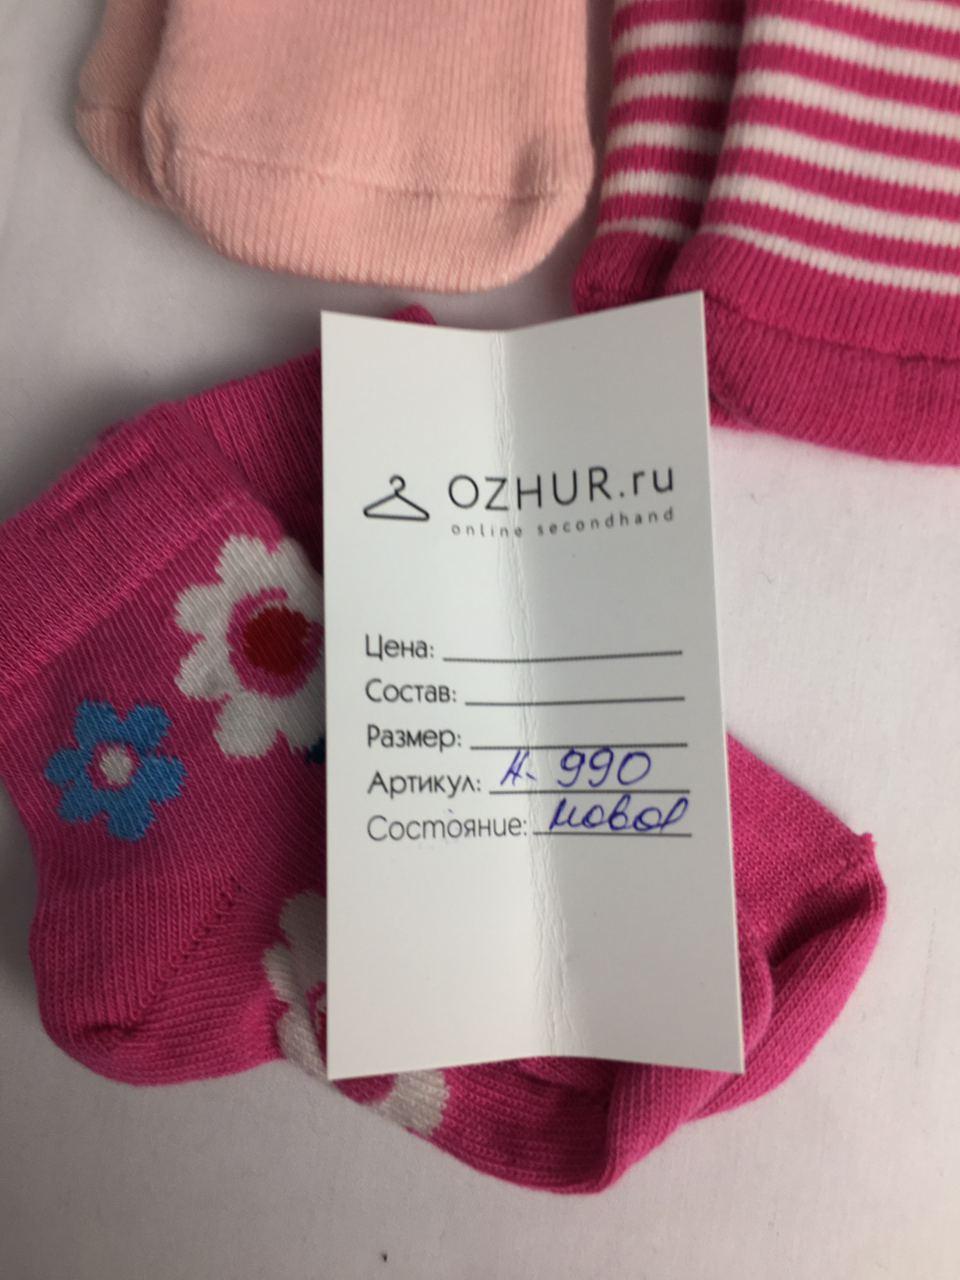 OZHUR.ru
online secondhand
Цена:
Состав:
Размер:
Артикул: Н-990
Состояние: новое